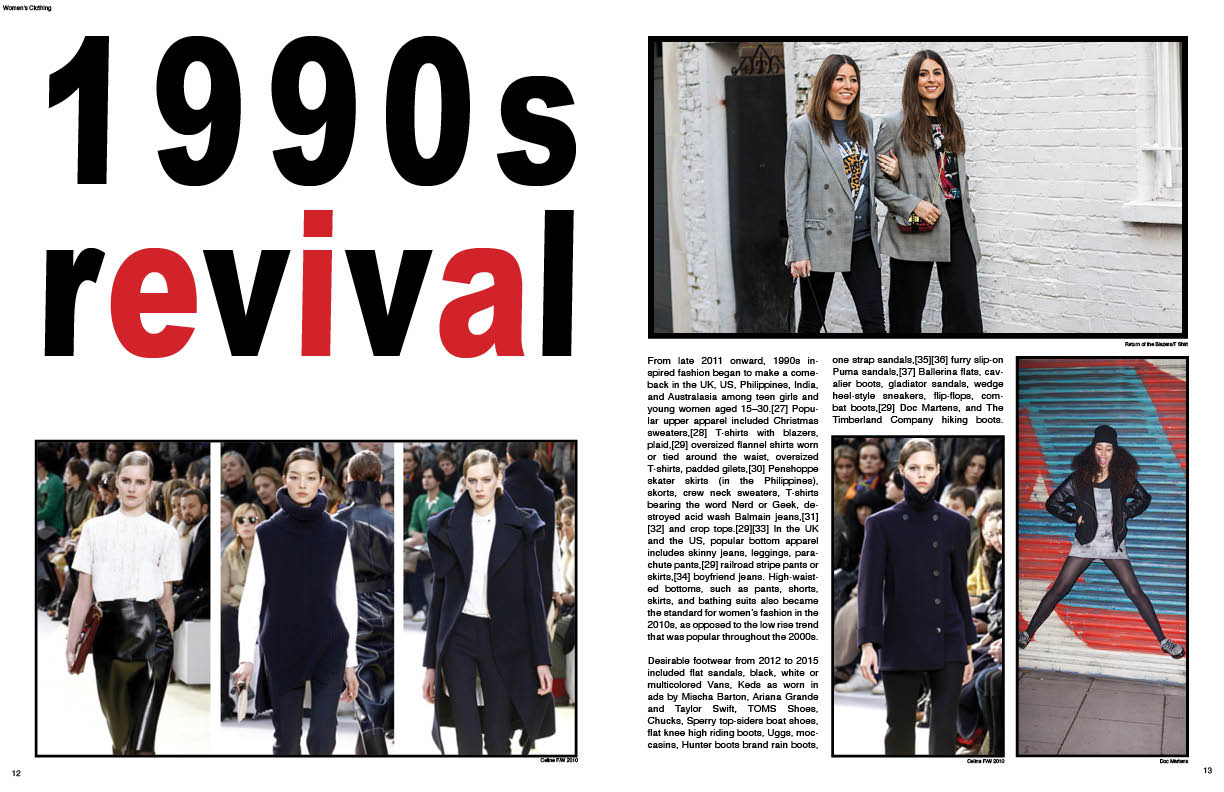 Women's Clothing
1990s
revival
Return of the Blazers/T Shirt
From late 2011 onward, 1990s in-
spired fashion began to make a come-
back in the UK, US, Philippines, India,
and Australasia among teen girls and
young women aged 15–30.[27] Popu-
lar upper apparel included Christmas
sweaters,[28] T-shirts with blazers,
plaid,[29] oversized flannel shirts worn
or tied around the waist, oversized
T-shirts, padded gilets,[30] Penshoppe
skater skirts (in the Philippines),
skorts, crew neck sweaters, T-shirts
bearing the word Nerd or Geek, de-
stroyed acid wash Balmain jeans,[31]
[32] and crop tops.[29][33] In the UK
and the US, popular bottom apparel
includes skinny jeans, leggings, para-
chute pants,[29] railroad stripe pants or
skirts,[34] boyfriend jeans. High-waist-
ed bottoms, such as pants, shorts,
skirts, and bathing suits also became
the standard for women's fashion in the
2010s, as opposed to the low rise trend
that was popular throughout the 2000s.
Desirable footwear from 2012 to 2015
included flat sandals, black, white or
multicolored Vans, Keds as worn in
ads by Mischa Barton, Ariana Grande
and Taylor Swift, TOMS Shoes,
Chucks, Sperry top-siders boat shoes,
flat knee high riding boots, Uggs, moc-
casins, Hunter boots brand rain boots,
one strap sandals,[35][36] furry slip-on
Puma sandals,[37] Ballerina flats, cav-
alier boots, gladiator sandals, wedge
heel-style sneakers, flip-flops, com-
bat boots,[29] Doc Martens, and The
Timberland Company hiking boots.
Celine F/W 2010
Celine F/W 2010
Doc Martens
12
13